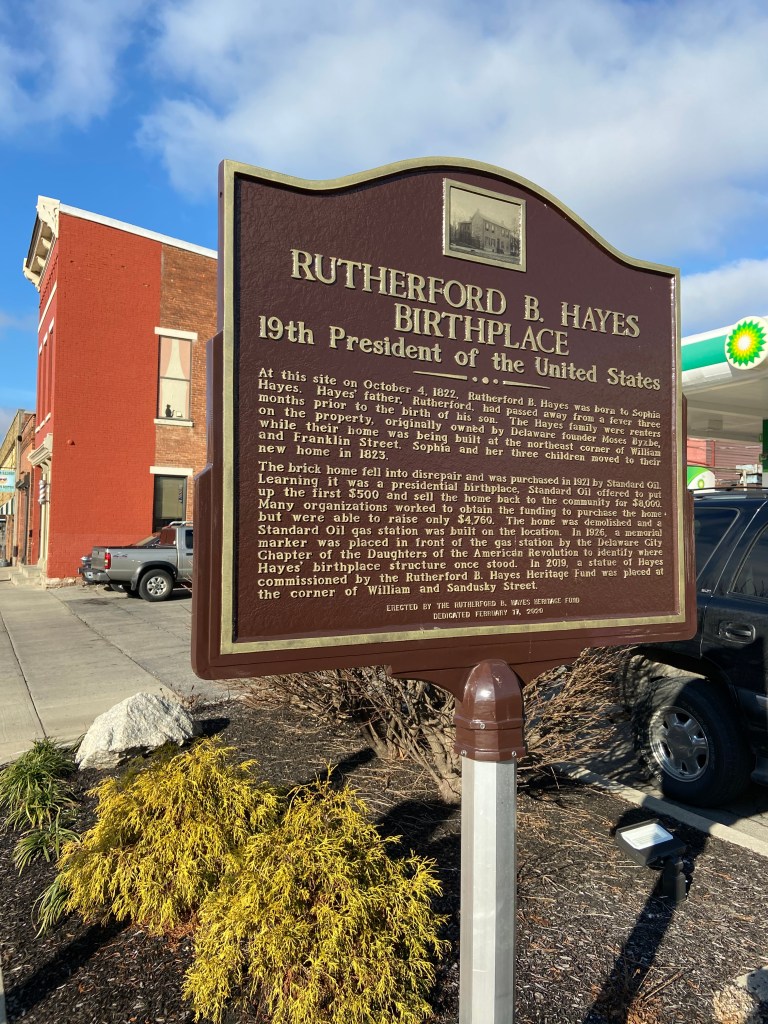 RUTHERFORD B. HAYES
BIRTHPLACE
19th President of the United States
At this site on October 4, 1822, Rutherford B. Hayes was born to Sophia
Hayes. Hayes' father, Rutherford, had passed away from a fever three
months prior to the birth of his son. The Hayes family were renters
on the property, originally owned by Delaware founder Moses Byxbe,
while their home was being built at the northeast corner of William
and Franklin Street. Sophia and her three children moved to their
new home in 1823.
The brick home fell into disrepair and was purchased in 1921 by Standard Oil.
Learning it was a presidential birthplace, Standard Oil offered to put
up the first $500 and sell the home back to the community for $8,000.
Many organizations worked to obtain the funding to purchase the home
but were able to raise only $4,760. The home was demolished and a
Standard Oil gas station was built on the location. In 1926, a memorial
marker was placed in front of the gas station by the Delaware City
Chapter of the Daughters of the American Revolution to identify where
Hayes' birthplace structure once stood. In 2019, a statue of Hayes
commissioned by the Rutherford B. Hayes Heritage Fund was placed at
the corner of William and Sandusky Street.
ERECTED BY THE RUTHERFORD B. HAYES HERITAGE FUND
DEDICATED FEBRUARY 17, 2020